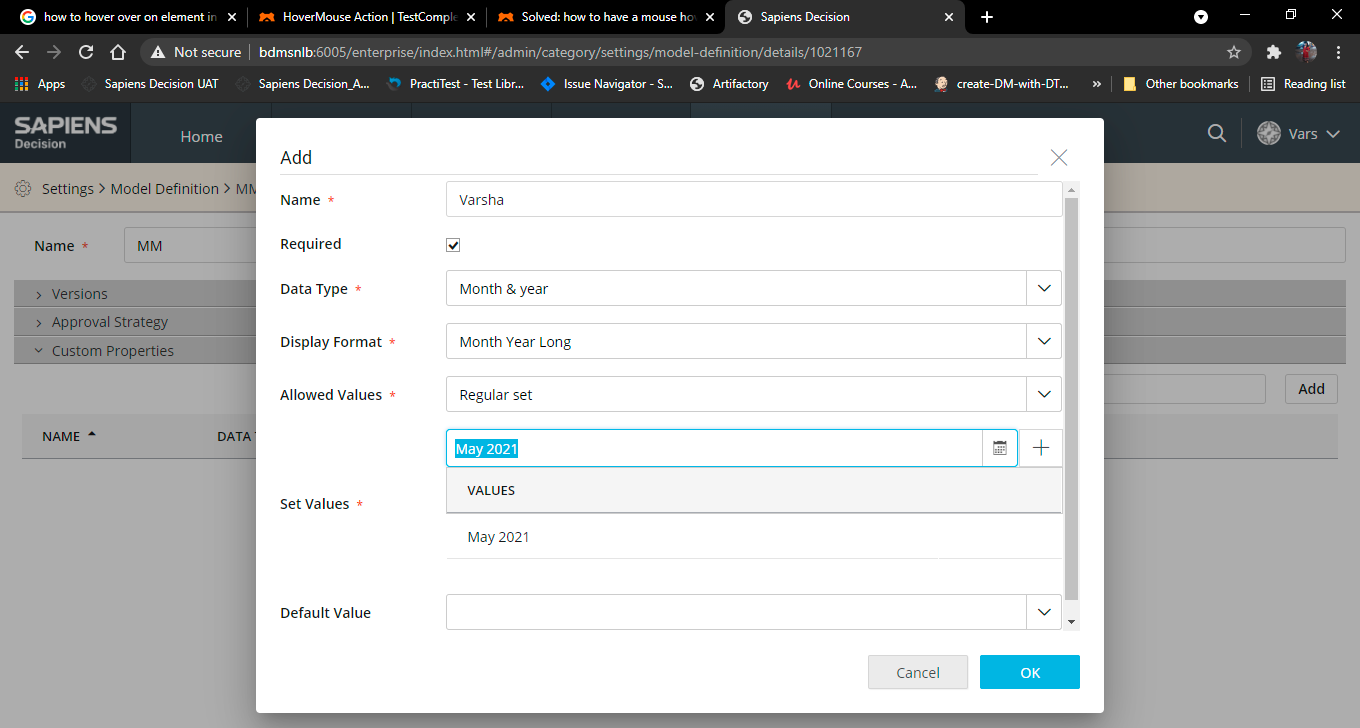 how to hover over on element in
HoverMouse Action | TestComple
Solved: how to have a mouse hov
Sapiens Decision
Not secure
bdmsnlb:6005/enterprise/index.html#/admin/category/settings/model-definition/details/1021167
Apps
Sapiens Decision UAT
Sapiens Decision_A...
PractiTest - Test Libr...
Issue Navigator - S...
Artifactory
Online Courses - A...
create-DM-with-DT...
»
Other bookmarks
Reading list
SAPIENS
Decision
Home
Vars
Settings > Model Definition > MM
Name *
MM
Versions
Approval Strategy
Custom Properties
Add
NAME
DATA
Add
Name *
Varsha
Required
Data Type *
Month & year
Display Format *
Month Year Long
Allowed Values *
Regular set
May 2021
VALUES
Set Values *
May 2021
Default Value
Cancel
OK